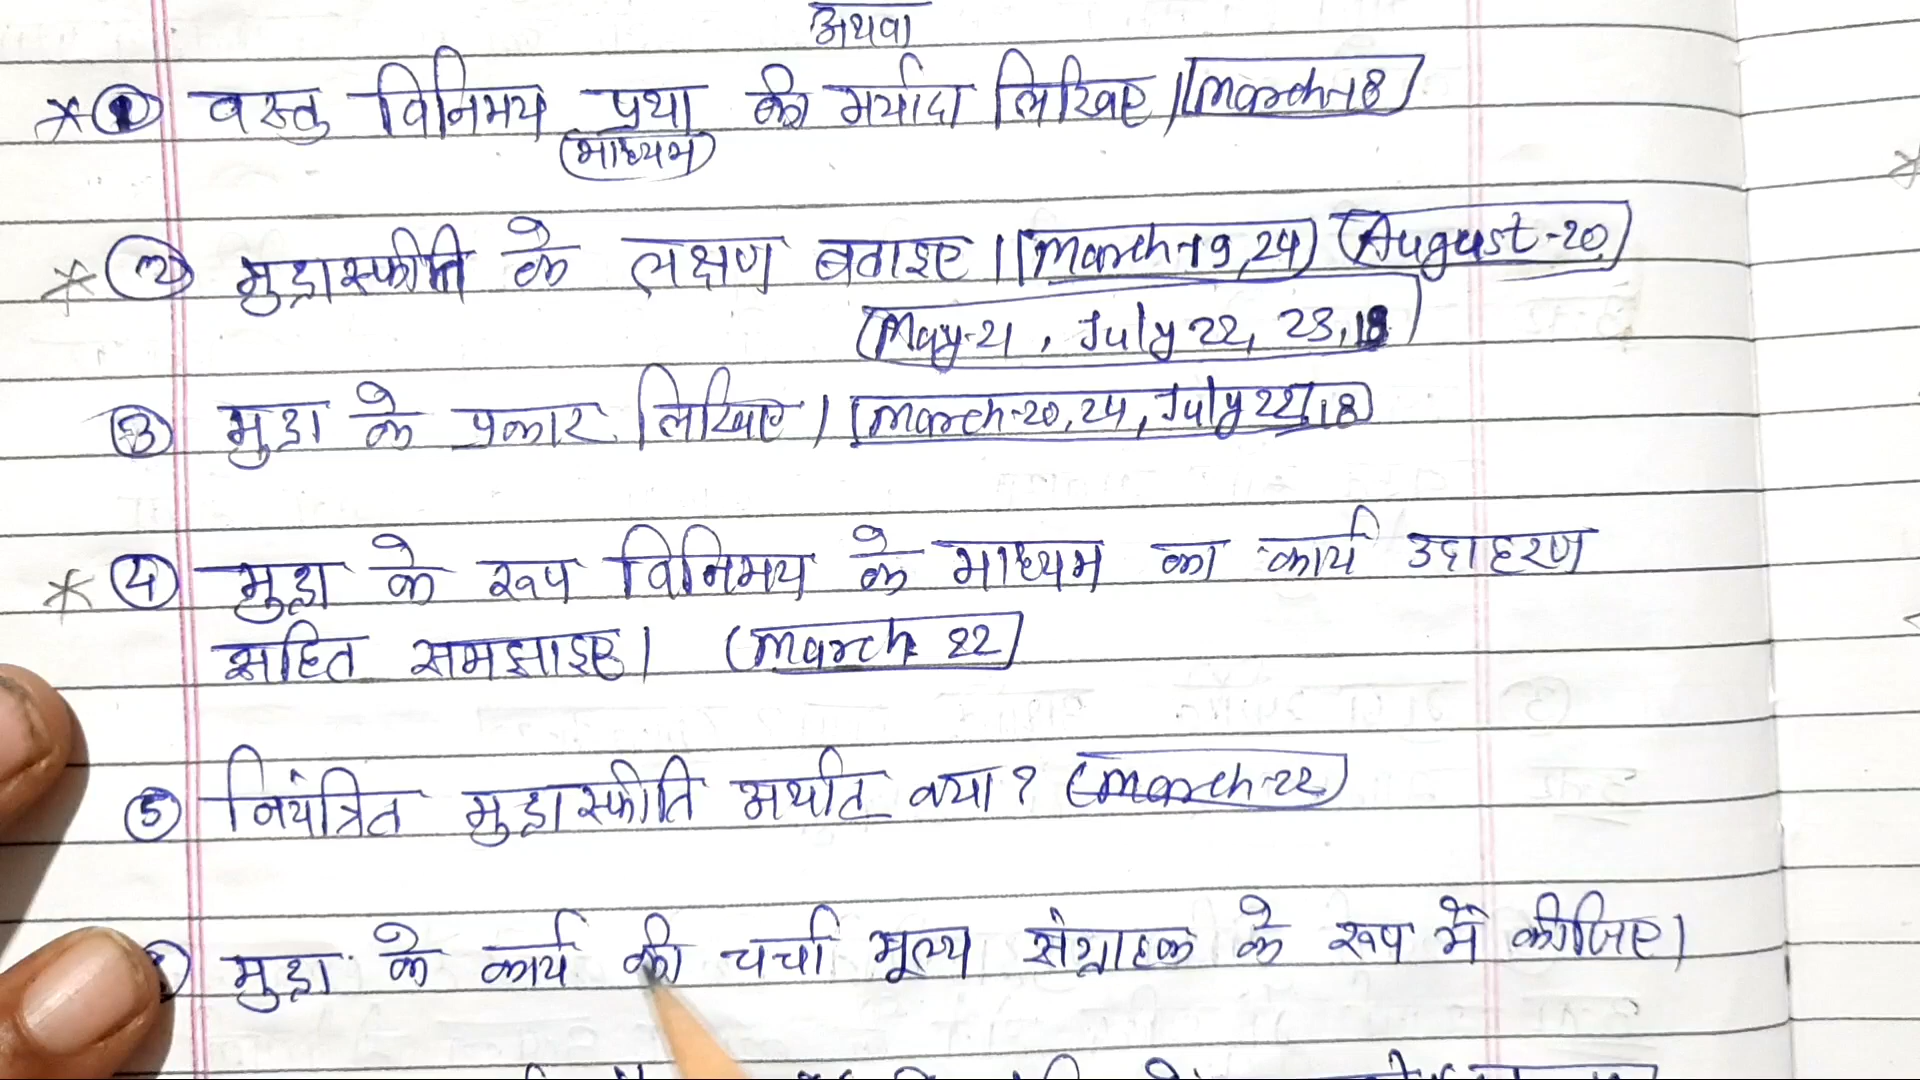 अथवा
* ① वस्तु विनिमय प्रथा की मर्यादा लिखिए। (March-18)
(माध्यम)
* ② मुद्रास्फीति के लक्षण बताइए। (March-19,24) (August-20)
(May-21, July 22, 23, 18)
③ मुद्रा के प्रकार लिखिए। (March-20,24, July 22, 18)
* ④ मुद्रा के रूप विनिमय के माध्यम का कार्य उदाहरण
सहित समझाइए। (March 22)
⑤ नियंत्रित मुद्रास्फीति अर्थात क्या? (March-22)
मुद्रा के कार्य की चर्चा मूल्य संग्राहक के रूप में कीजिए।